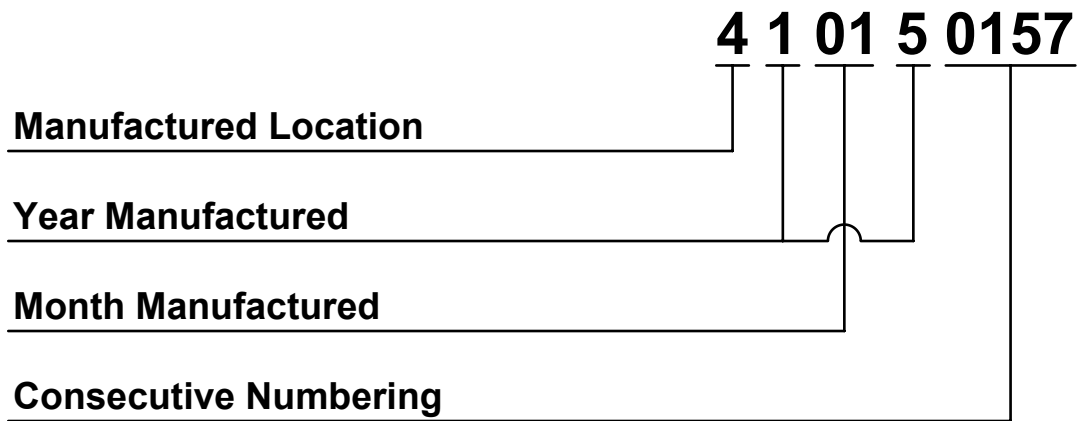 4 1 01 5 0157
Manufactured Location
Year Manufactured
Month Manufactured
Consecutive Numbering